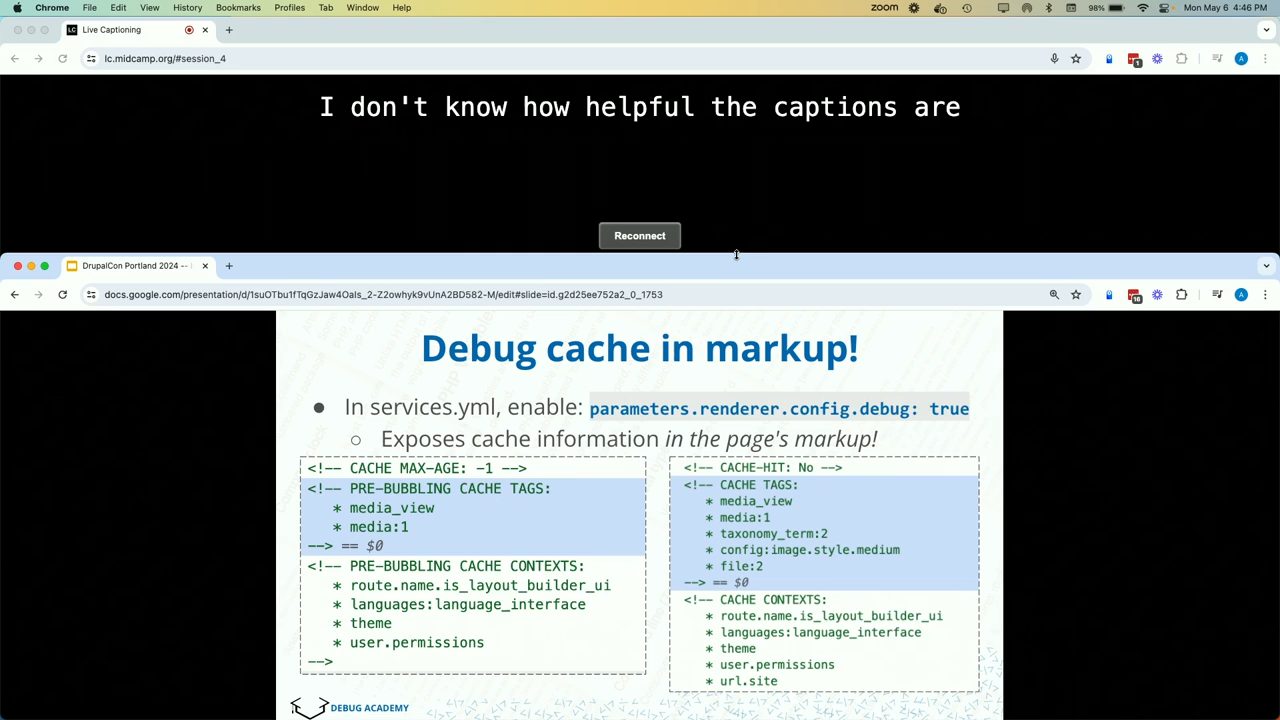 Chrome File Edit View History Bookmarks Profiles Tab Window Help zoom 98% Mon May 6 4:46 PM
LC Live Captioning
lc.midcamp.org/#session_4 1 A
I don't know how helpful the captions are
Reconnect
DrupalCon Portland 2024 --
docs.google.com/presentation/d/1suOTbu1fTqGzJaw4OaIs_2-Z2owhyk9vUnA2BD582-M/edit#slide=id.g2d25ee752a2_0_1753 16 A
Debug cache in markup!
● In services.yml, enable: parameters.renderer.config.debug: true
○ Exposes cache information in the page's markup!
<!-- CACHE MAX-AGE: -1 -->
<!-- PRE-BUBBLING CACHE TAGS:
* media_view
* media:1
--> == $0
<!-- PRE-BUBBLING CACHE CONTEXTS:
* route.name.is_layout_builder_ui
* languages:language_interface
* theme
* user.permissions
-->
<!-- CACHE-HIT: No -->
<!-- CACHE TAGS:
* media_view
* media:1
* taxonomy_term:2
* config:image.style.medium
* file:2
--> == $0
<!-- CACHE CONTEXTS:
* route.name.is_layout_builder_ui
* languages:language_interface
* theme
* user.permissions
* url.site
DEBUG ACADEMY